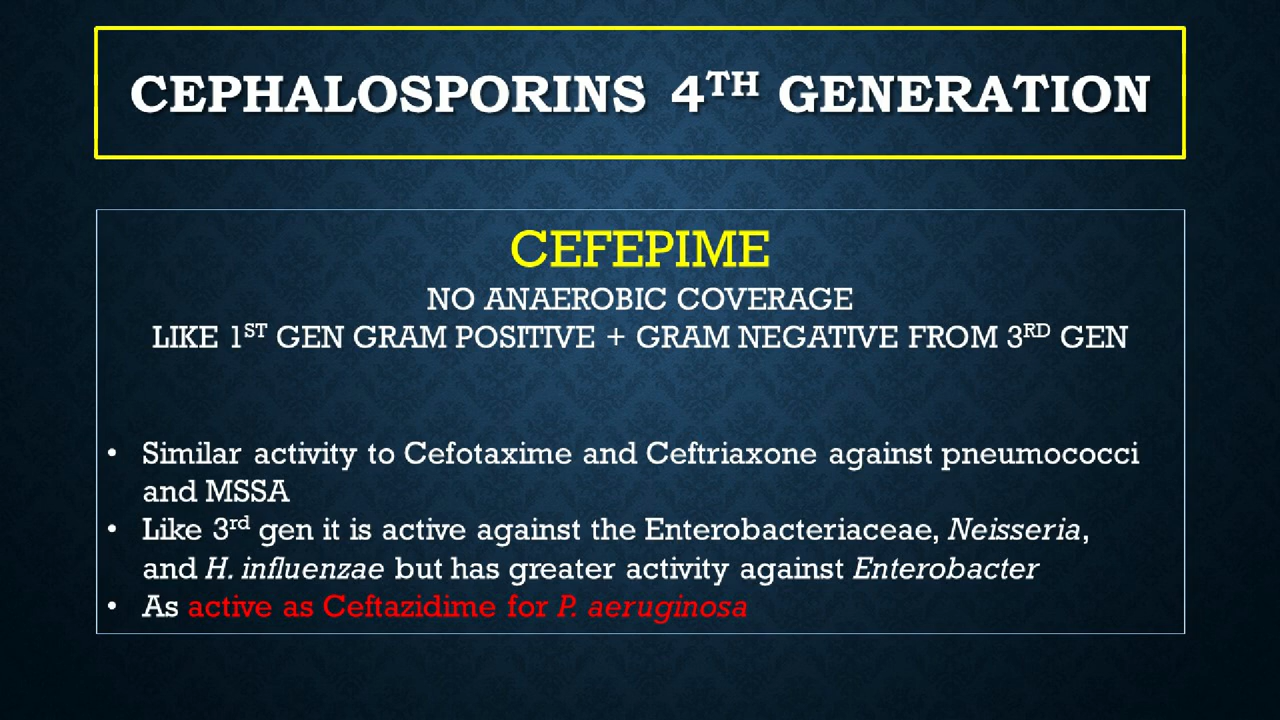 CEPHALOSPORINS 4TH GENERATION
CEFEPIME
NO ANAEROBIC COVERAGE
LIKE 1ST GEN GRAM POSITIVE + GRAM NEGATIVE FROM 3RD GEN
• Similar activity to Cefotaxime and Ceftriaxone against pneumococci
and MSSA
• Like 3rd gen it is active against the Enterobacteriaceae, Neisseria,
and H. influenzae but has greater activity against Enterobacter
• As active as Ceftazidime for P. aeruginosa